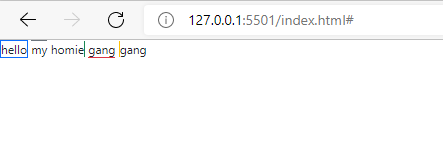 127.0.0.1:5501/index.html#
hello my homie gang gang